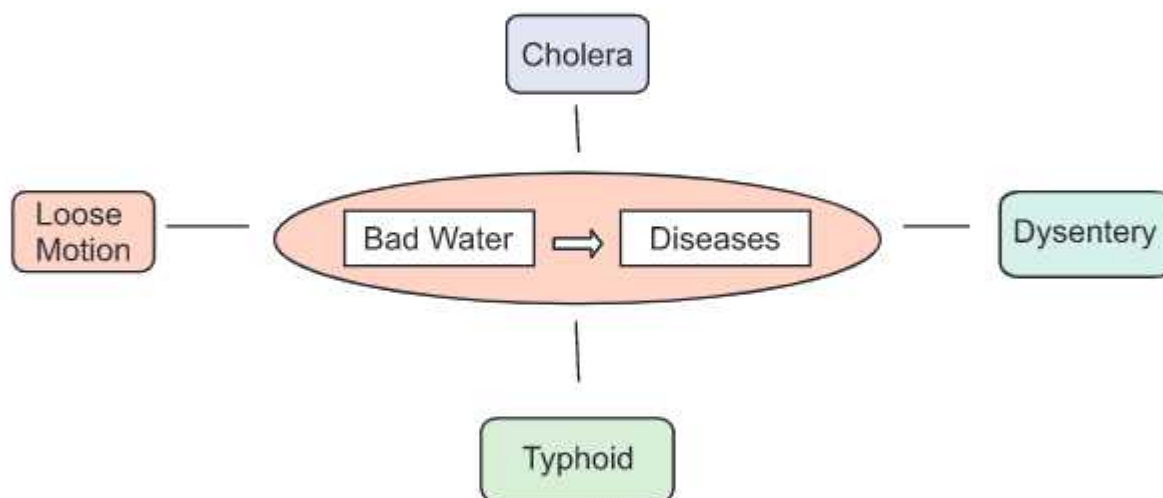 Cholera
Loose
Motion
Bad Water
Diseases
Dysentery
Typhoid